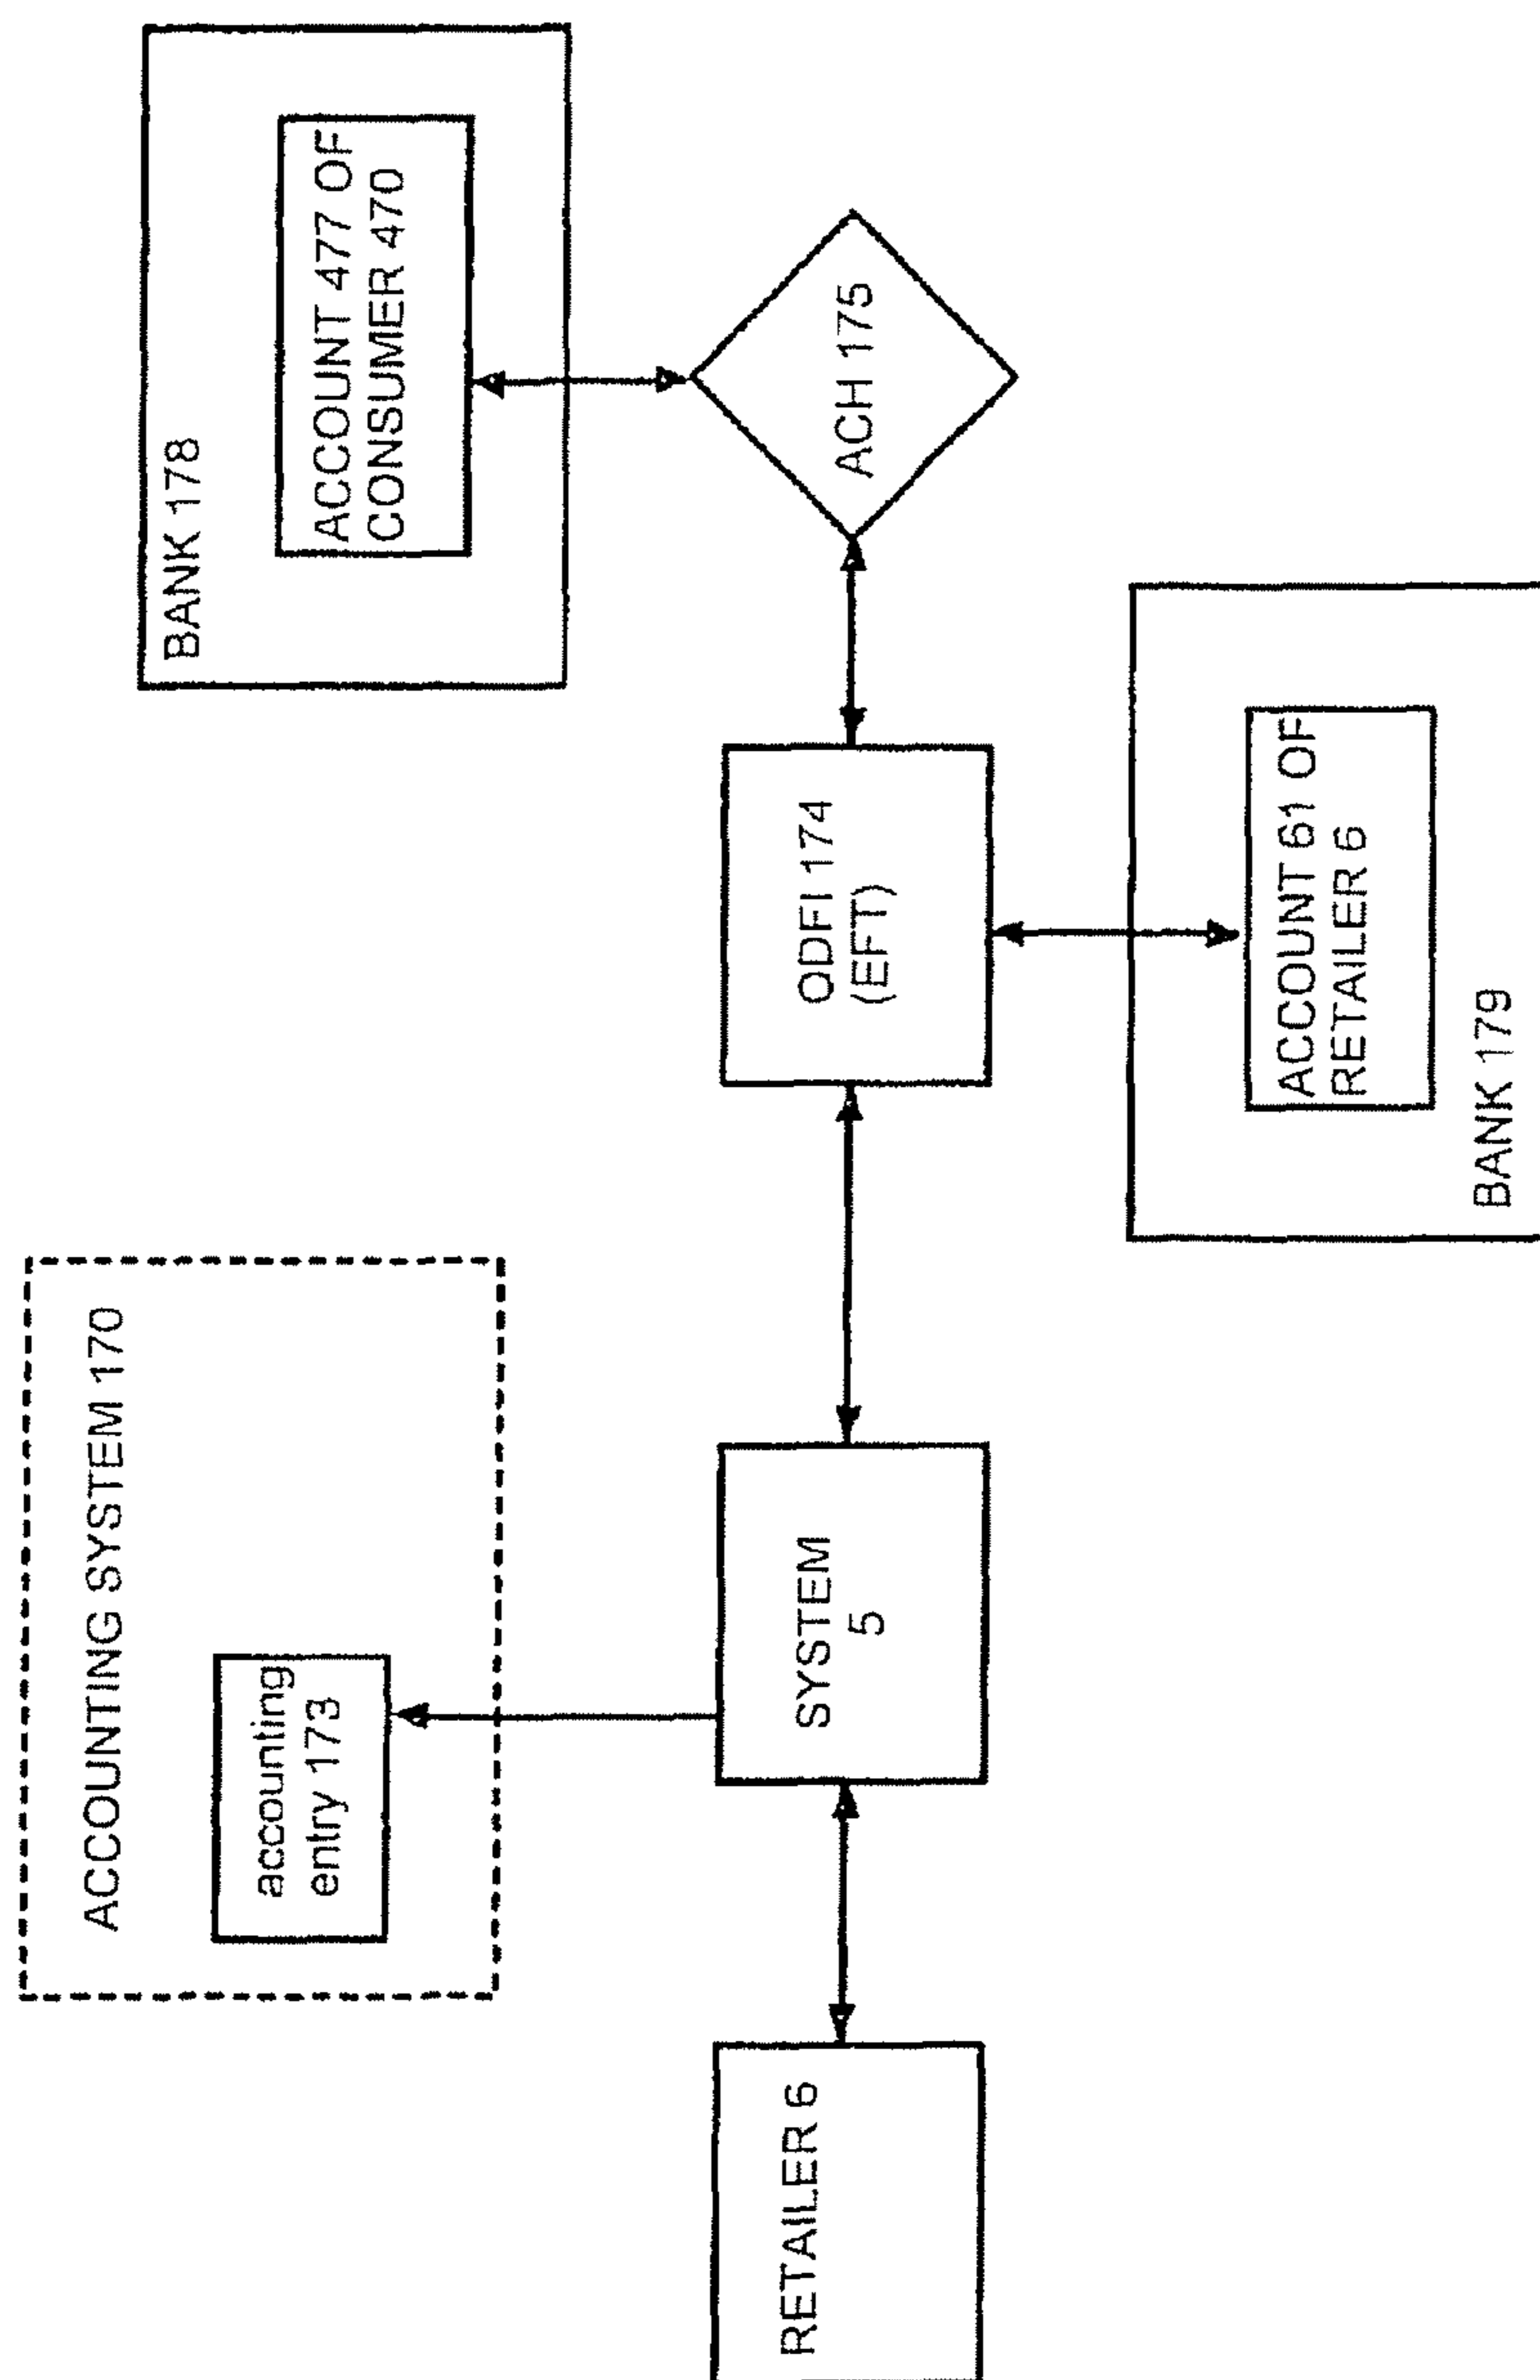 ACCOUNTING SYSTEM 170
accounting
entry 173
BANK 178
ACCOUNT 477 OF
CONSUMER 470
RETAILER 6
SYSTEM
5
ODFI 174
(EFT)
ACH 175
ACCOUNT 61 OF
RETAILER 6
BANK 179